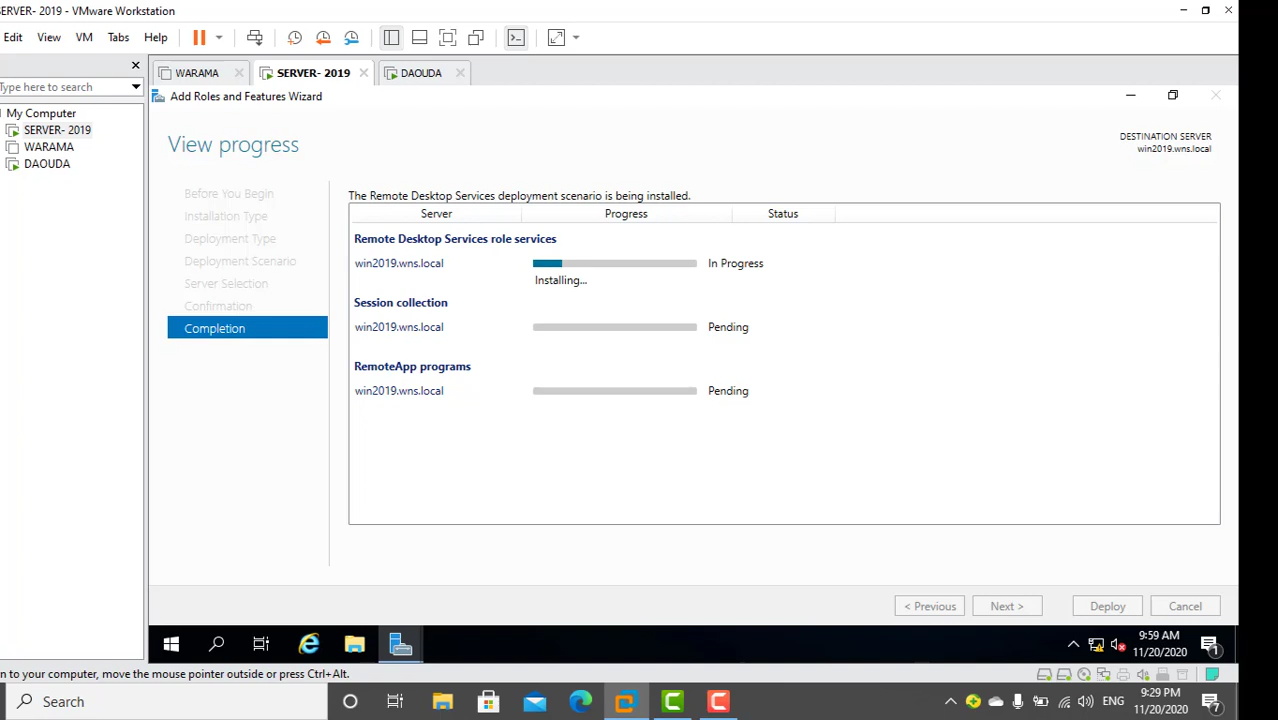 SERVER- 2019 - VMware Workstation
Edit View VM Tabs Help
Type here to search
My Computer
SERVER- 2019
WARAMA
DAOUDA
WARAMA SERVER- 2019 DAOUDA
Add Roles and Features Wizard
View progress
DESTINATION SERVER
win2019.wns.local
Before You Begin
Installation Type
Deployment Type
Deployment Scenario
Server Selection
Confirmation
Completion
The Remote Desktop Services deployment scenario is being installed.
Server Progress Status
Remote Desktop Services role services
win2019.wns.local In Progress
Installing...
Session collection
win2019.wns.local Pending
RemoteApp programs
win2019.wns.local Pending
< Previous Next > Deploy Cancel
9:59 AM
11/20/2020
1
n to your computer, move the mouse pointer outside or press Ctrl+Alt.
Search
ENG
9:29 PM
11/20/2020
7